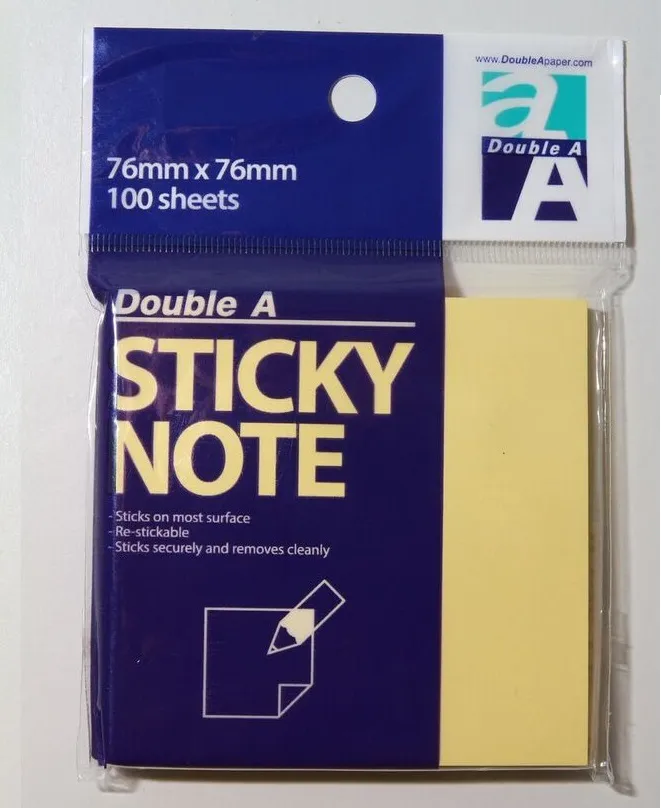 www.DoubleApaper.com
a
Double A
A
76mm x 76mm
100 sheets
Double A
STICKY
NOTE
- Sticks on most surface
- Re-stickable
- Sticks securely and removes cleanly